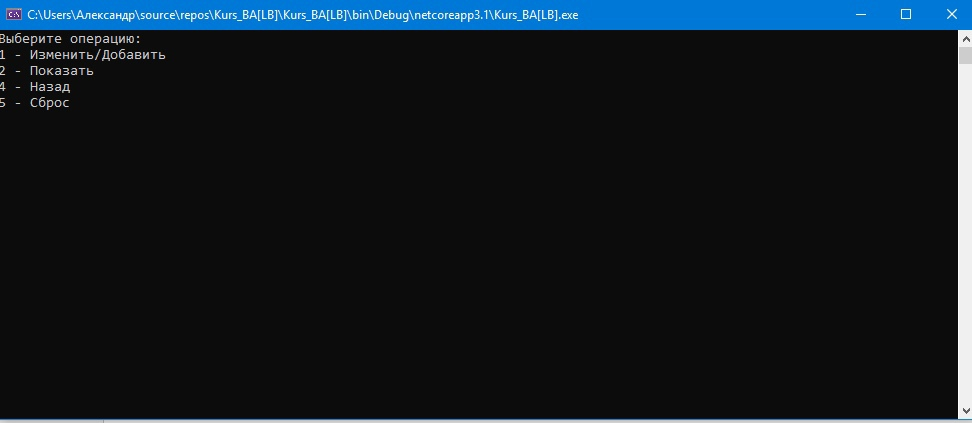 C:\Users\Александр\source\repos\Kurs_BA[LB]\Kurs_BA[LB]\bin\Debug\netcoreapp3.1\Kurs_BA[LB].exe
Выберите операцию:
1 - Изменить/Добавить
2 - Показать
4 - Назад
5 - Сброс